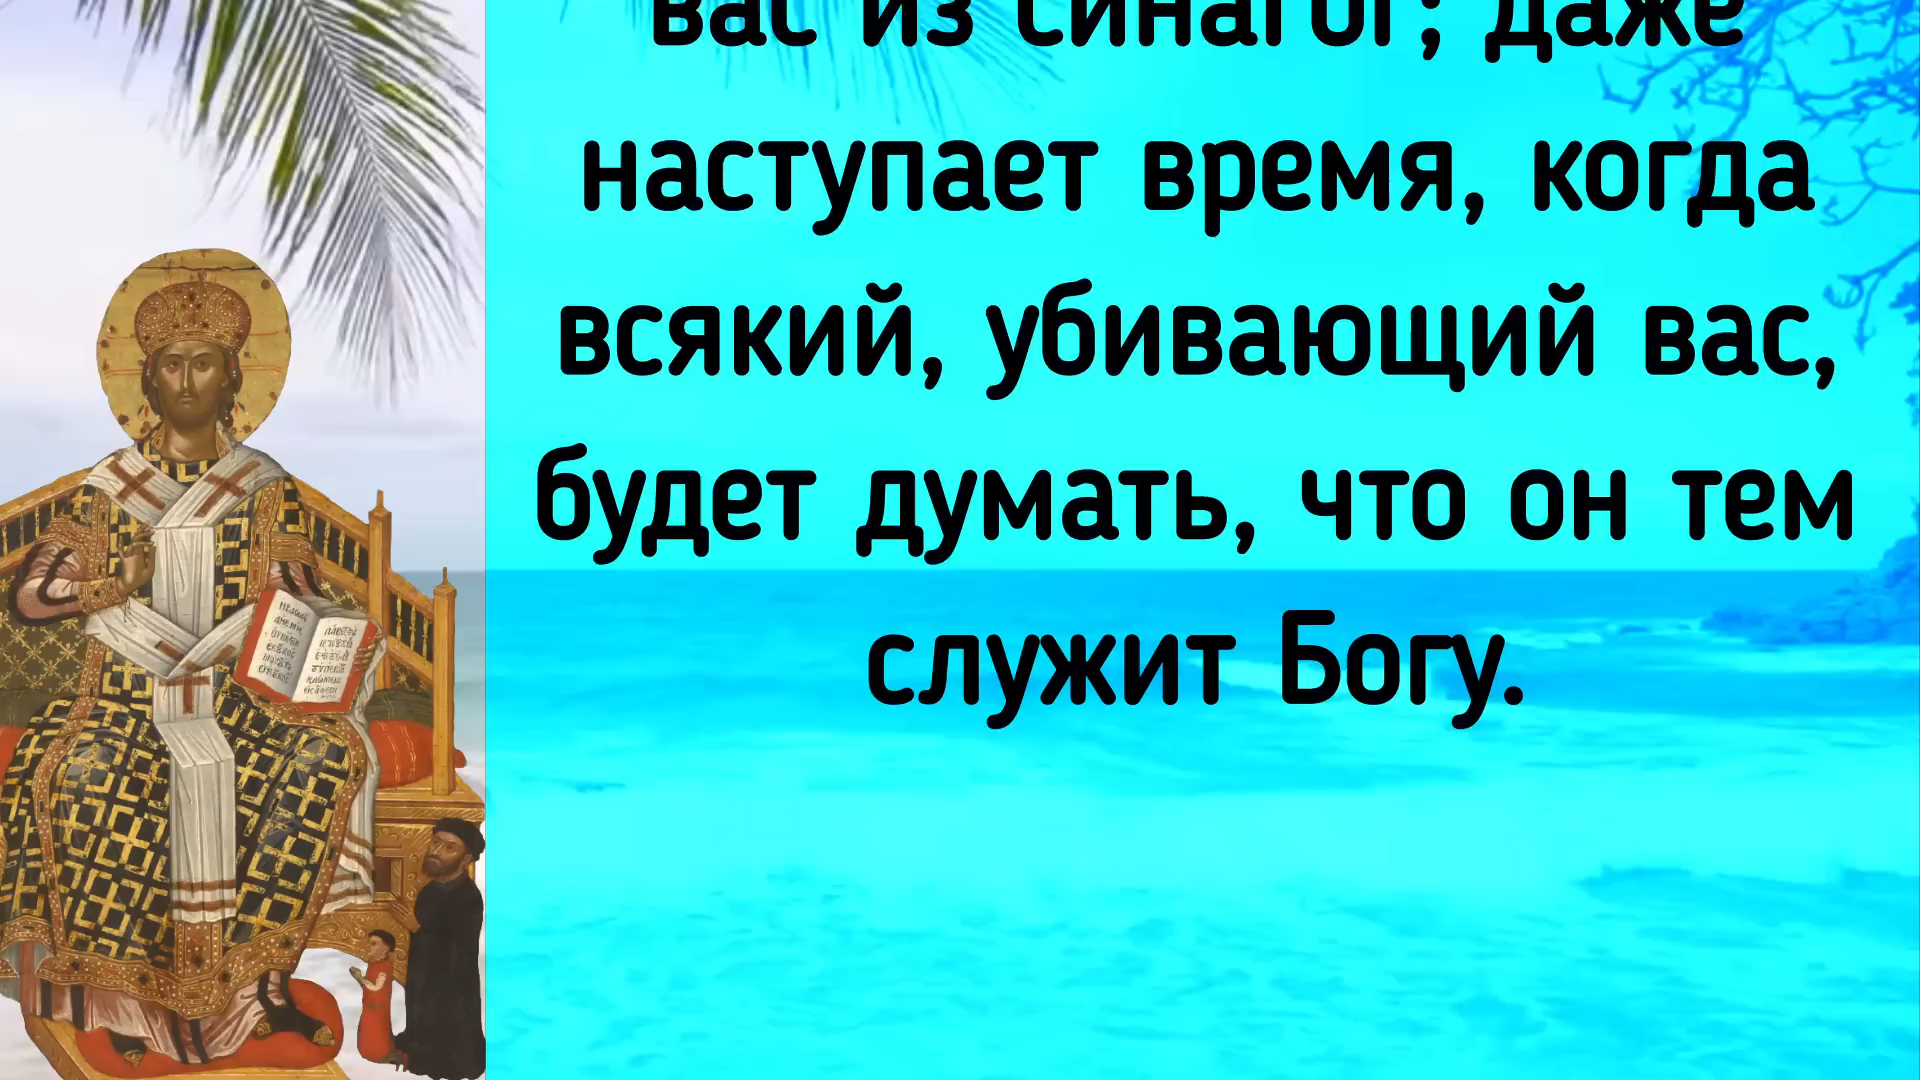 вас из синагог; даже
наступает время, когда
всякий, убивающий вас,
будет думать, что он тем
служит Богу.